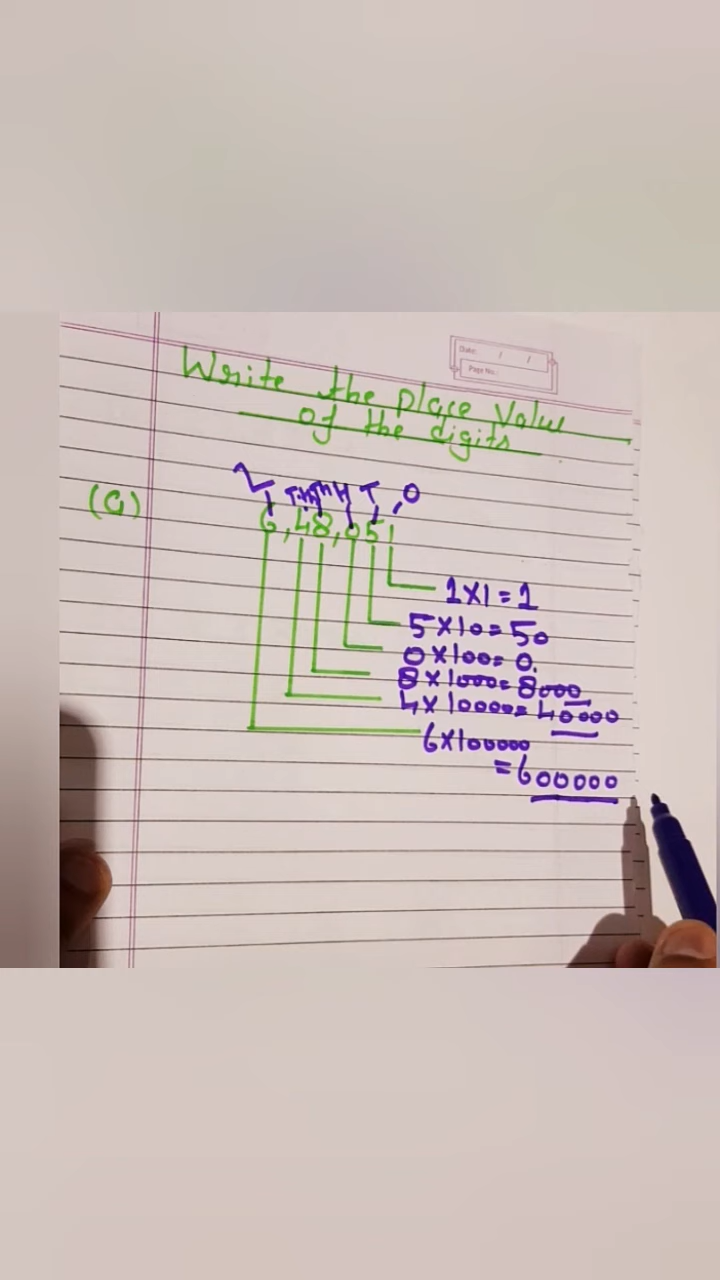 Date: / /
Page No.:
Write the place Value
of the digits
L T.Th Th H T O
(a) 6,48,051
1X1=1
5X10=50
0X100=0.
8X1000=8000
4X10000=40000
6X100000
=600000